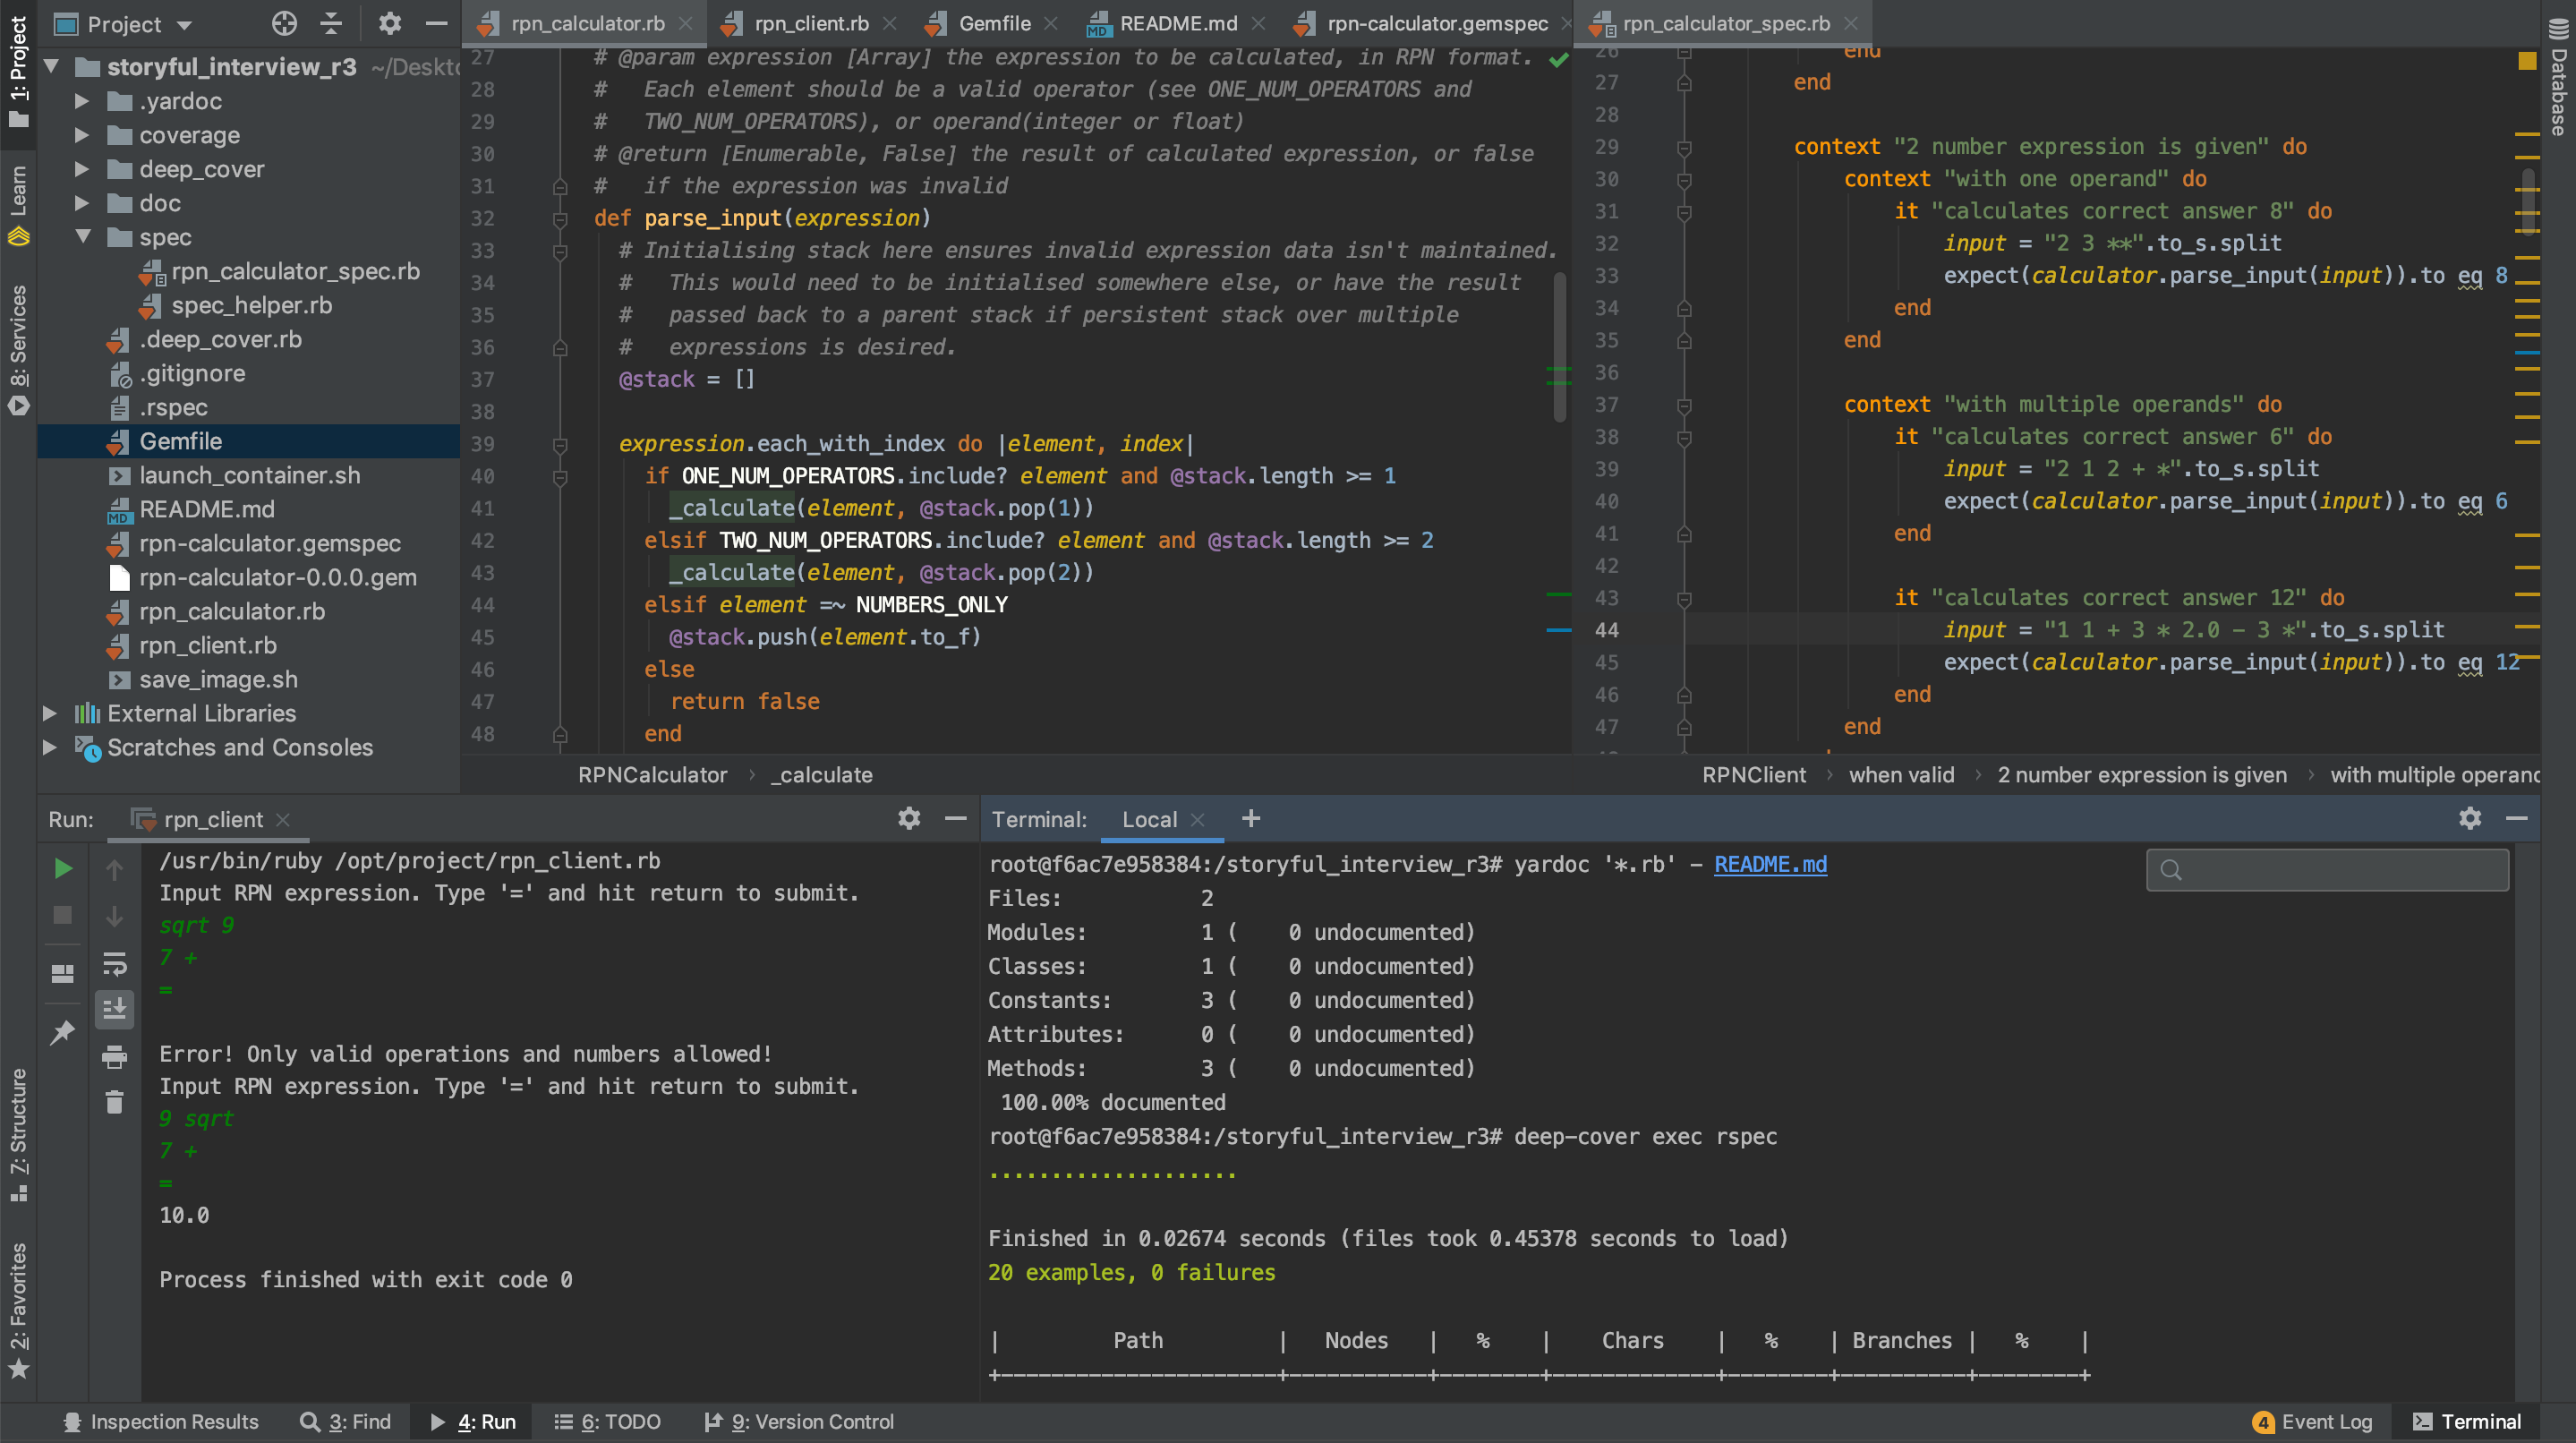 1: Project
Learn
8: Services
7: Structure
2: Favorites
Project
storyful_interview_r3 ~/Deskto
.yardoc
coverage
deep_cover
doc
spec
rpn_calculator_spec.rb
spec_helper.rb
.deep_cover.rb
.gitignore
.rspec
Gemfile
launch_container.sh
README.md
rpn-calculator.gemspec
rpn-calculator-0.0.0.gem
rpn_calculator.rb
rpn_client.rb
save_image.sh
External Libraries
Scratches and Consoles
rpn_calculator.rb rpn_client.rb Gemfile README.md rpn-calculator.gemspec
27 # @param expression [Array] the expression to be calculated, in RPN format.
28 #   Each element should be a valid operator (see ONE_NUM_OPERATORS and
29 #   TWO_NUM_OPERATORS), or operand(integer or float)
30 # @return [Enumerable, False] the result of calculated expression, or false
31 #   if the expression was invalid
32 def parse_input(expression)
33   # Initialising stack here ensures invalid expression data isn't maintained.
34   #   This would need to be initialised somewhere else, or have the result
35   #   passed back to a parent stack if persistent stack over multiple
36   #   expressions is desired.
37   @stack = []
38
39   expression.each_with_index do |element, index|
40     if ONE_NUM_OPERATORS.include? element and @stack.length >= 1
41       _calculate(element, @stack.pop(1))
42     elsif TWO_NUM_OPERATORS.include? element and @stack.length >= 2
43       _calculate(element, @stack.pop(2))
44     elsif element =~ NUMBERS_ONLY
45       @stack.push(element.to_f)
46     else
47       return false
48     end
RPNCalculator › _calculate
rpn_calculator_spec.rb
26 end
27 end
28
29 context "2 number expression is given" do
30   context "with one operand" do
31     it "calculates correct answer 8" do
32       input = "2 3 **".to_s.split
33       expect(calculator.parse_input(input)).to eq 8
34     end
35   end
36
37   context "with multiple operands" do
38     it "calculates correct answer 6" do
39       input = "2 1 2 + *".to_s.split
40       expect(calculator.parse_input(input)).to eq 6
41     end
42
43     it "calculates correct answer 12" do
44       input = "1 1 + 3 * 2.0 - 3 *".to_s.split
45       expect(calculator.parse_input(input)).to eq 12
46     end
47   end
RPNClient › when valid › 2 number expression is given › with multiple operand
Database
Run: rpn_client
/usr/bin/ruby /opt/project/rpn_client.rb
Input RPN expression. Type '=' and hit return to submit.
sqrt 9
7 +
=
Error! Only valid operations and numbers allowed!
Input RPN expression. Type '=' and hit return to submit.
9 sqrt
7 +
=
10.0
Process finished with exit code 0
Terminal: Local +
root@f6ac7e958384:/storyful_interview_r3# yardoc '*.rb' - README.md
Files: 2
Modules: 1 ( 0 undocumented)
Classes: 1 ( 0 undocumented)
Constants: 3 ( 0 undocumented)
Attributes: 0 ( 0 undocumented)
Methods: 3 ( 0 undocumented)
100.00% documented
root@f6ac7e958384:/storyful_interview_r3# deep-cover exec rspec
....................
Finished in 0.02674 seconds (files took 0.45378 seconds to load)
20 examples, 0 failures
| Path | Nodes | % | Chars | % | Branches | % |
+----------------------+-----------+--------+-------------+--------+----------+--------+
Inspection Results 3: Find 4: Run 6: TODO 9: Version Control 4 Event Log Terminal